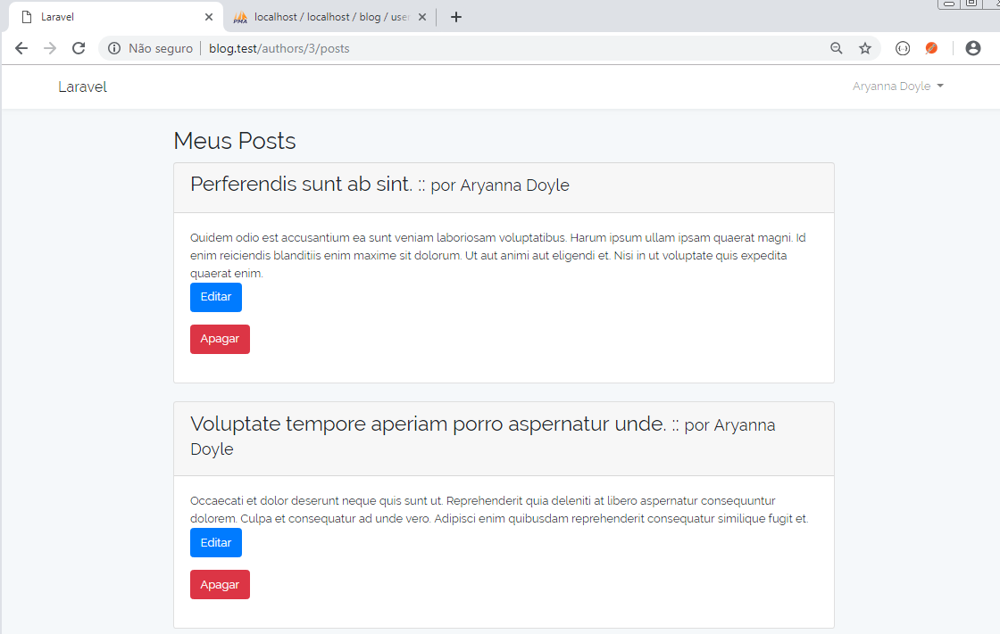 Laravel
PMA localhost / localhost / blog / use
Não seguro blog.test/authors/3/posts
Laravel
Aryanna Doyle
Meus Posts
Perferendis sunt ab sint. :: por Aryanna Doyle
Quidem odio est accusantium ea sunt veniam laboriosam voluptatibus. Harum ipsum ullam ipsam quaerat magni. Id
enim reiciendis blanditiis enim maxime sit dolorum. Ut aut animi aut eligendi et. Nisi in ut voluptate quis expedita
quaerat enim.
Editar
Apagar
Voluptate tempore aperiam porro aspernatur unde. :: por Aryanna
Doyle
Occaecati et dolor deserunt neque quis sunt ut. Reprehenderit quia deleniti at libero aspernatur consequuntur
dolorem. Culpa et consequatur ad unde vero. Adipisci enim quibusdam reprehenderit consequatur similique fugit et.
Editar
Apagar